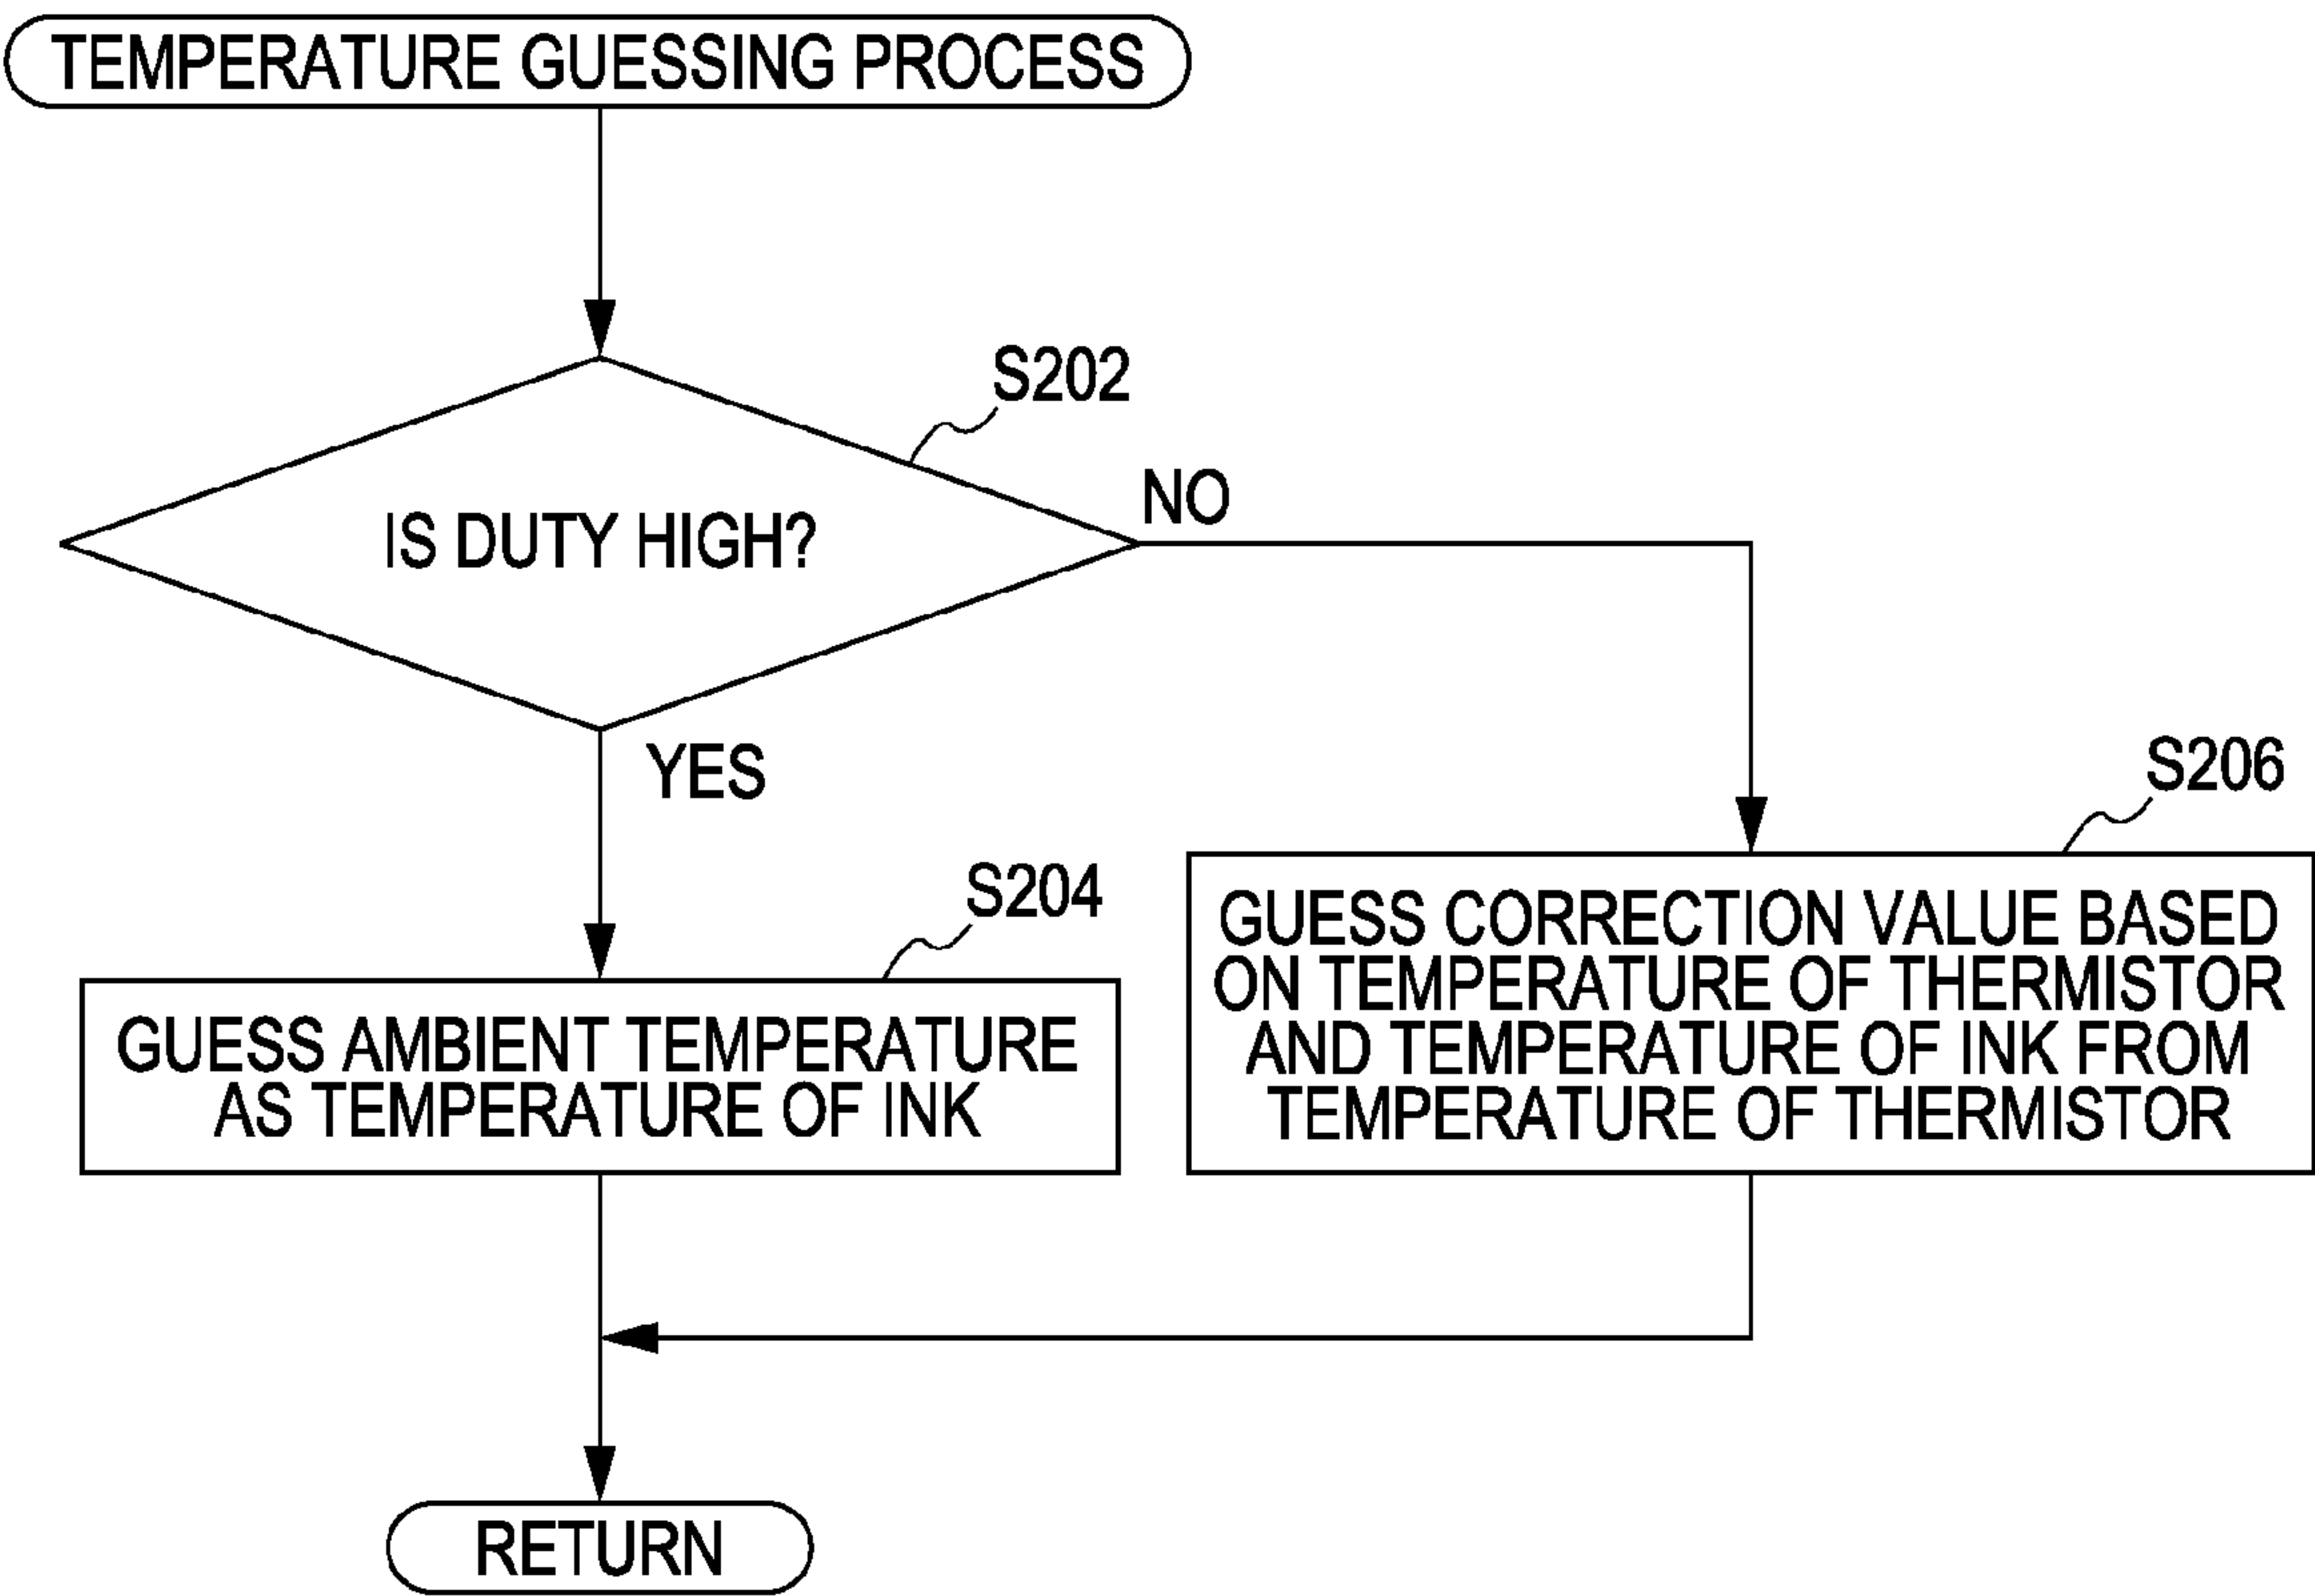 TEMPERATURE GUESSING PROCESS
S202
IS DUTY HIGH?
NO
YES
S204
GUESS AMBIENT TEMPERATURE
AS TEMPERATURE OF INK
S206
GUESS CORRECTION VALUE BASED
ON TEMPERATURE OF THERMISTOR
AND TEMPERATURE OF INK FROM
TEMPERATURE OF THERMISTOR
RETURN